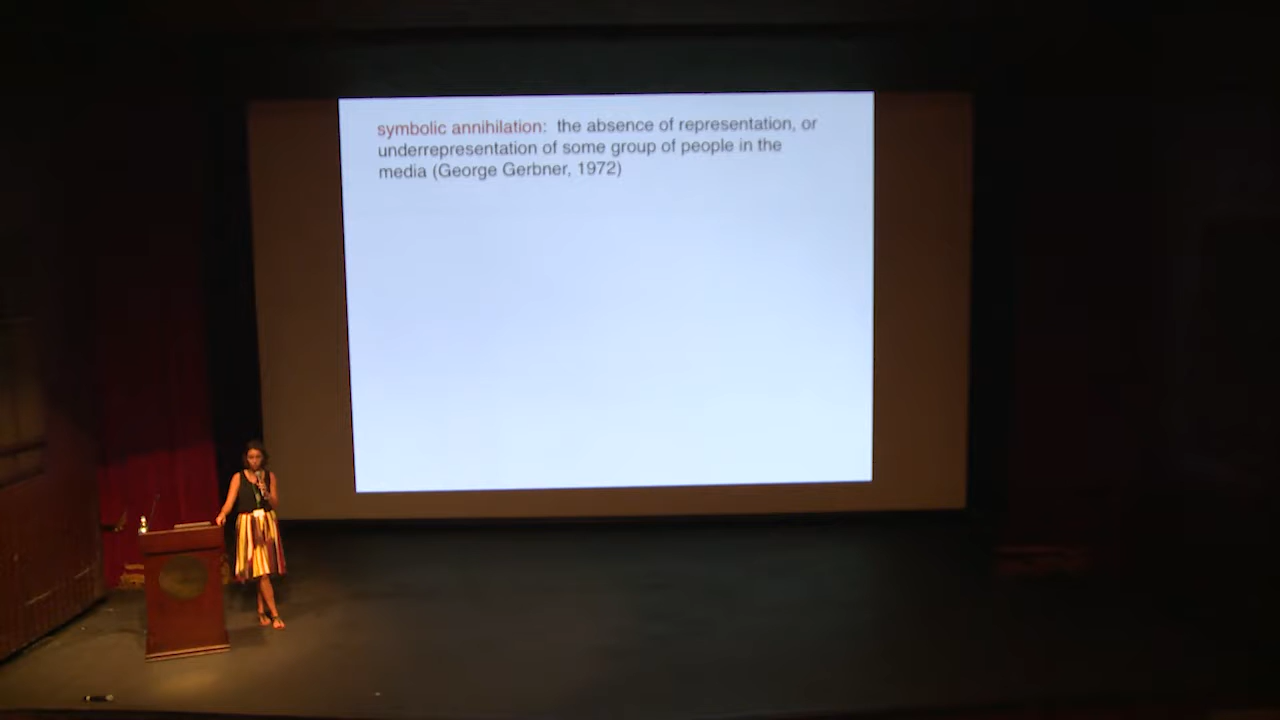 symbolic annihilation: the absence of representation, or
underrepresentation of some group of people in the
media (George Gerbner, 1972)